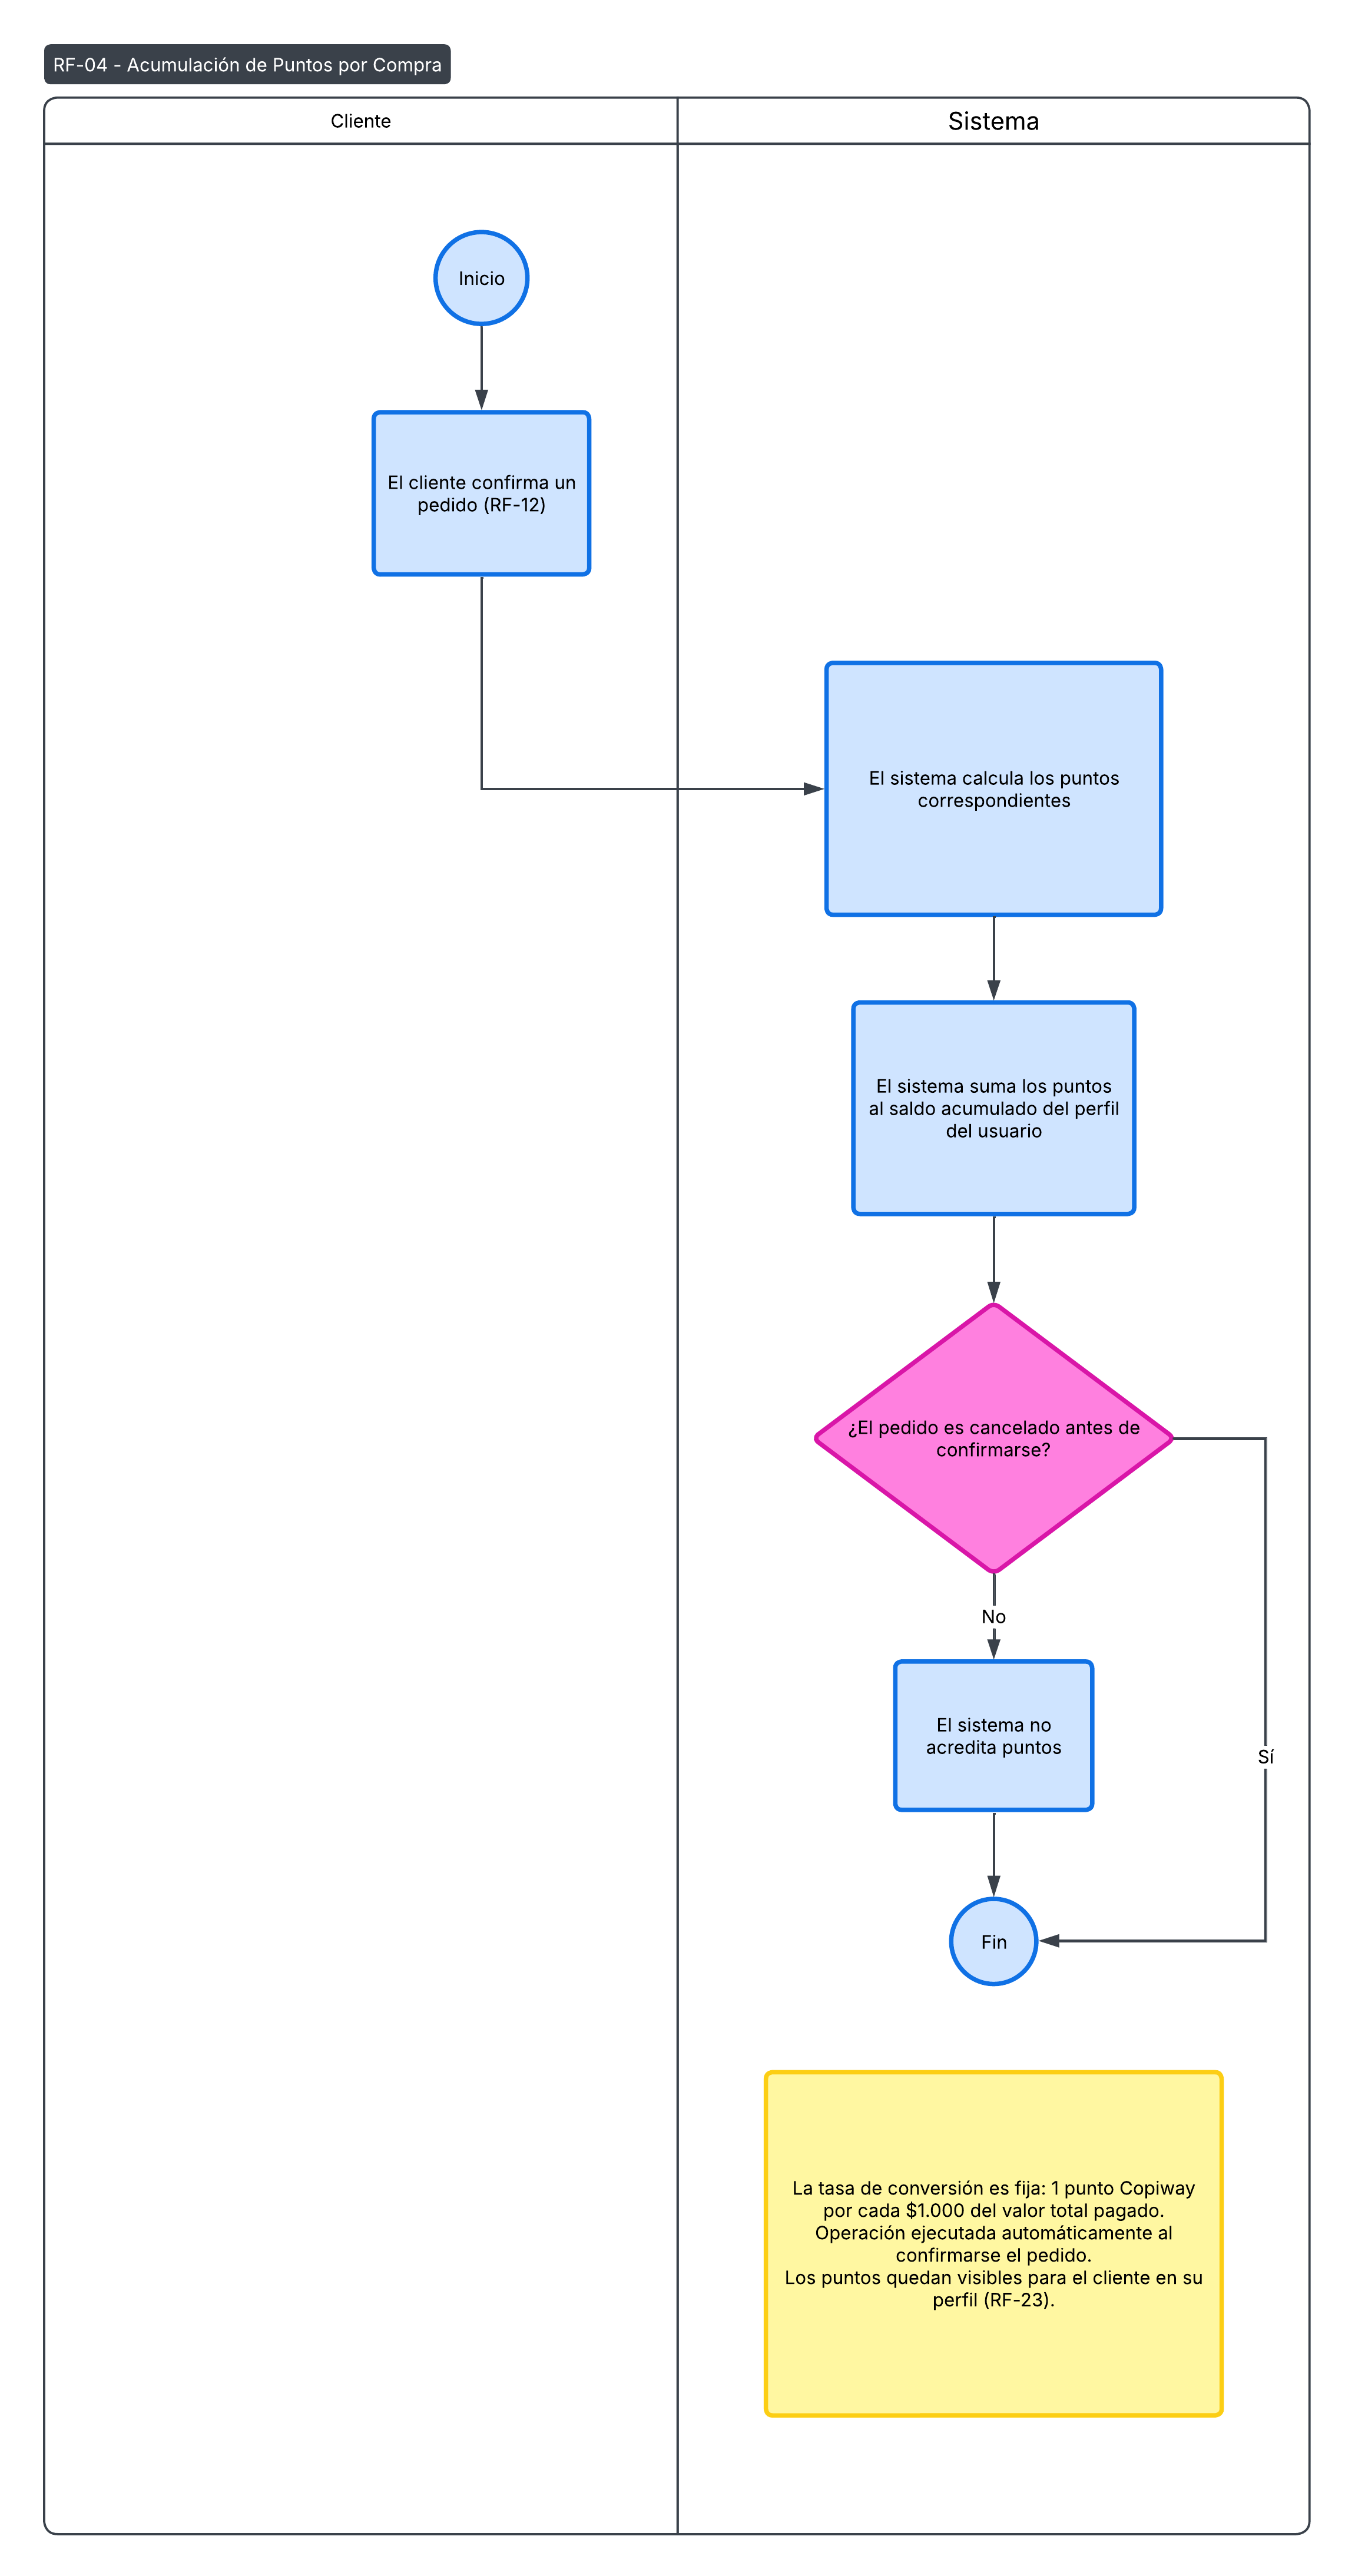 RF-04 - Acumulación de Puntos por Compra
Cliente
Sistema
Inicio
El cliente confirma un
pedido (RF-12)
El sistema calcula los puntos
correspondientes
El sistema suma los puntos
al saldo acumulado del perfil
del usuario
¿El pedido es cancelado antes de
confirmarse?
No
El sistema no
acredita puntos
Sí
Fin
La tasa de conversión es fija: 1 punto Copiway
por cada $1.000 del valor total pagado.
Operación ejecutada automáticamente al
confirmarse el pedido.
Los puntos quedan visibles para el cliente en su
perfil (RF-23).